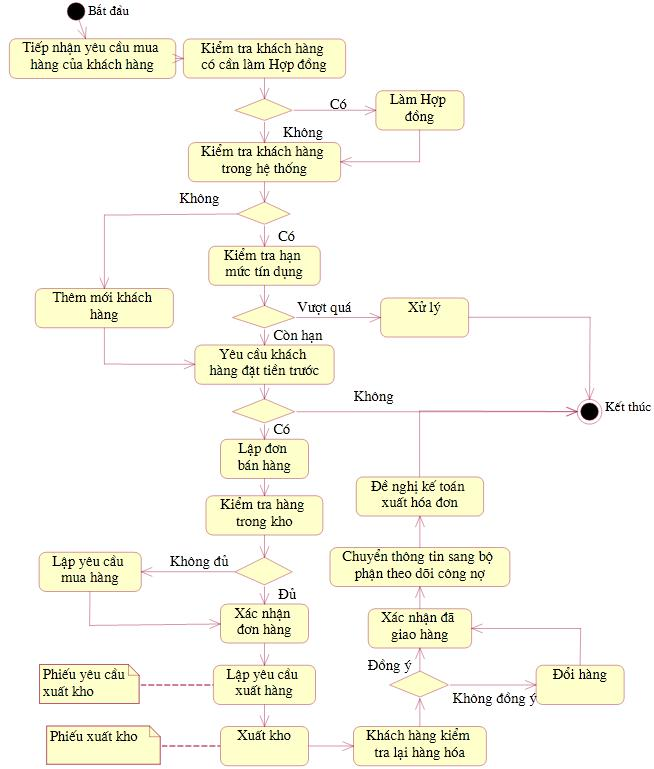 Bắt đầu
Tiếp nhận yêu cầu mua
hàng của khách hàng
Kiểm tra khách hàng
có cần làm Hợp đồng
Có
Làm Hợp
đồng
Không
Kiểm tra khách hàng
trong hệ thống
Không
Có
Kiểm tra hạn
mức tín dụng
Thêm mới khách
hàng
Vượt quá
Xử lý
Còn hạn
Yêu cầu khách
hàng đặt tiền trước
Không
Kết thúc
Có
Lập đơn
bán hàng
Đề nghị kế toán
xuất hóa đơn
Kiểm tra hàng
trong kho
Không đủ
Lập yêu cầu
mua hàng
Chuyển thông tin sang bộ
phận theo dõi công nợ
Đủ
Xác nhận
đơn hàng
Xác nhận đã
giao hàng
Đồng ý
Không đồng ý
Đổi hàng
Phiếu yêu cầu
xuất kho
Lập yêu cầu
xuất hàng
Phiếu xuất kho
Xuất kho
Khách hàng kiểm
tra lại hàng hóa